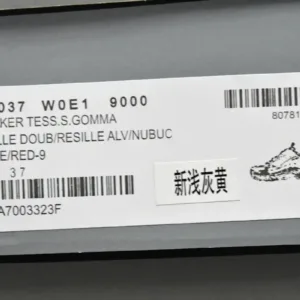 037 W0E1 9000
KER TESS.S.GOMMA
LLE DOUB/RESILLE ALV/NUBUC
E/RED-9
37
A7003323F
80781
新浅灰黄